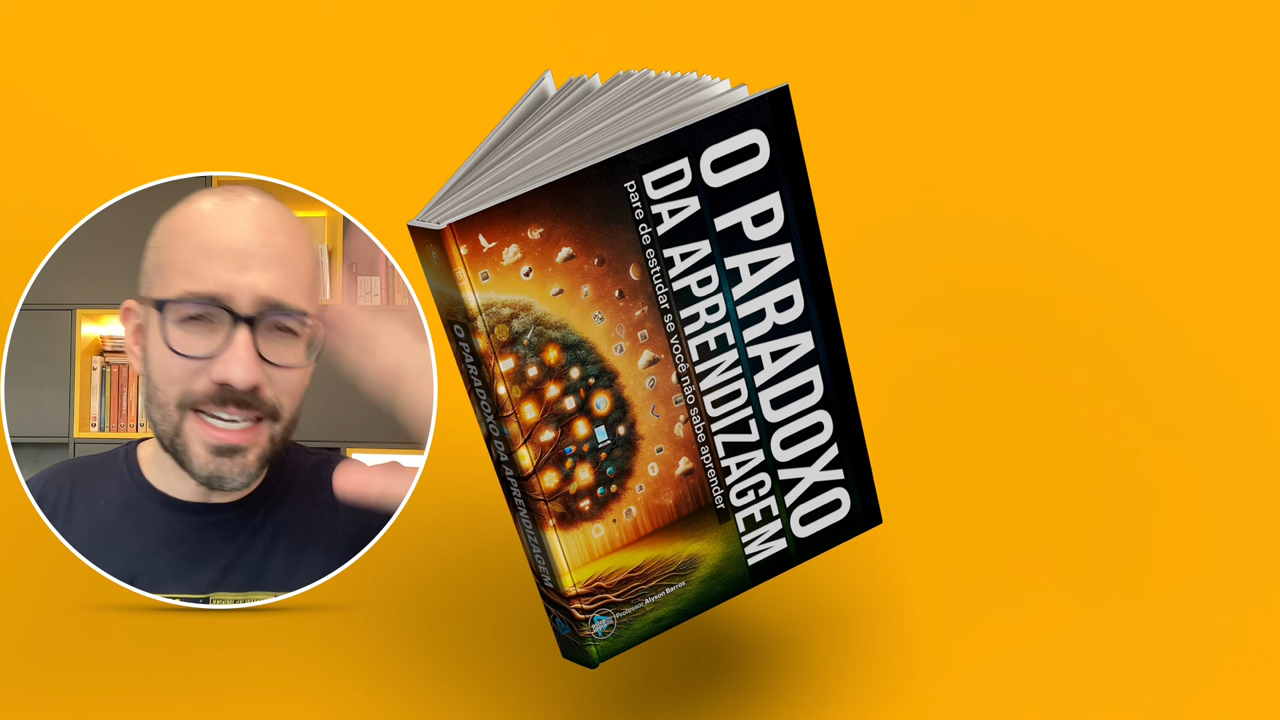 O PARADOXO
DA APRENDIZAGEM
pare de estudar se você não sabe aprender
O PARADOXO DA APRENDIZAGEM
Professor Alyson Barros